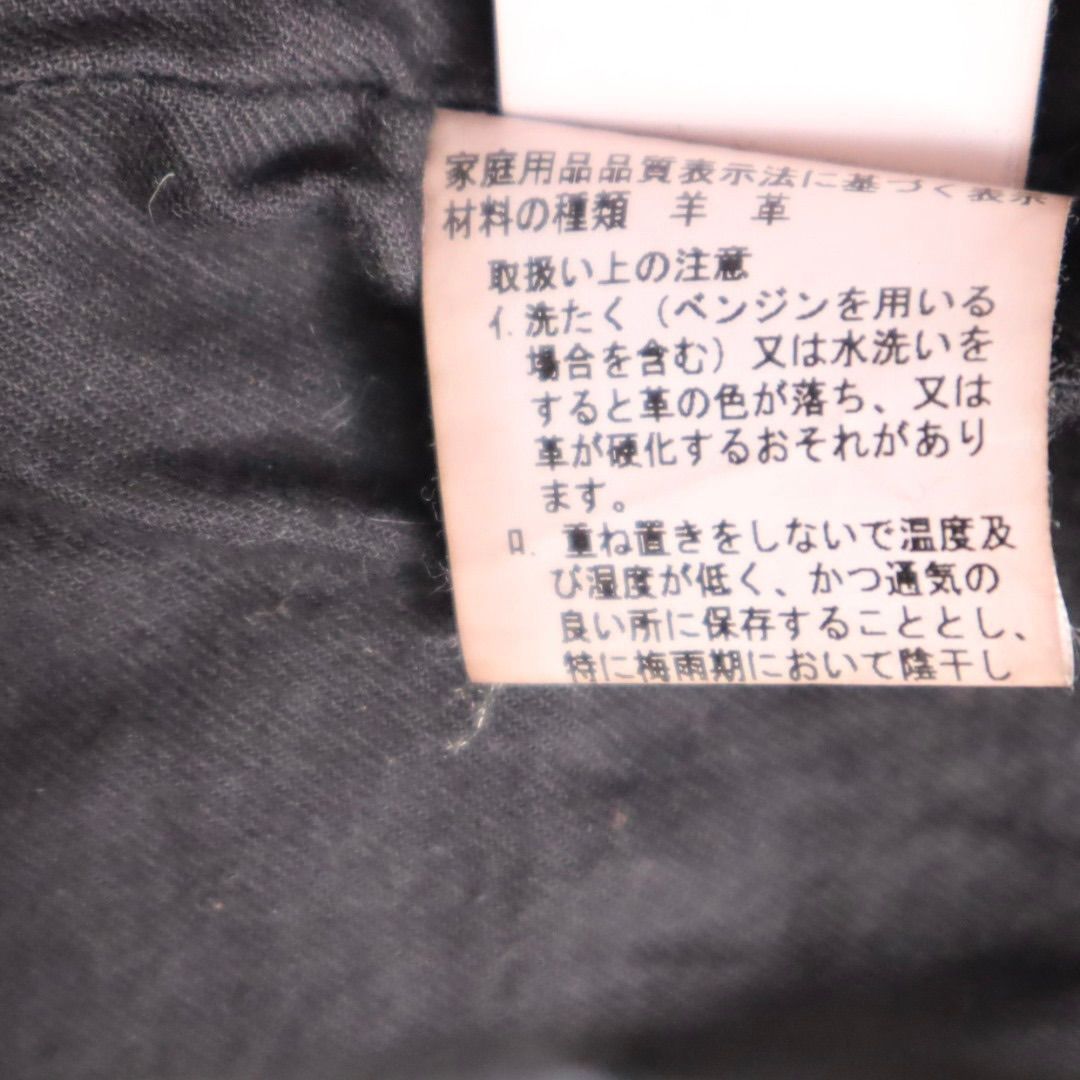 家庭用品品質表示法に基づく表示
材料の種類 羊 革
取扱い上の注意
イ. 洗たく（ベンジンを用いる
場合を含む）又は水洗いを
すると革の色が落ち、又は
革が硬化するおそれがあり
ます。
ロ. 重ね置きをしないで温度及
び湿度が低く、かつ通気の
良い所に保存することとし、
特に梅雨期において陰干し